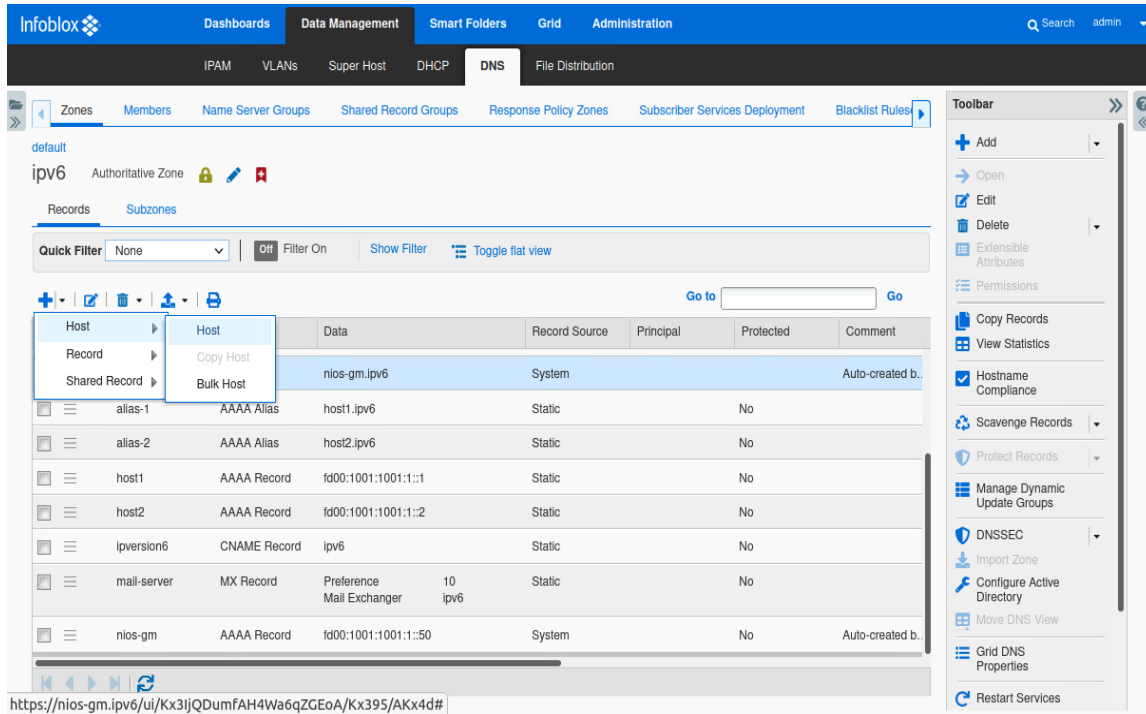 Infoblox Dashboards Data Management Smart Folders Grid Administration Search admin
IPAM VLANs Super Host DHCP DNS File Distribution
Zones Members Name Server Groups Shared Record Groups Response Policy Zones Subscriber Services Deployment Blacklist Rules
default
ipv6 Authoritative Zone
Records Subzones
Quick Filter None Off Filter On Show Filter Toggle flat view
Go to Go
Host
Record
Shared Record
Host
Copy Host
Bulk Host
Data Record Source Principal Protected Comment
nios-gm.ipv6 System Auto-created b..
alias-1 AAAA Alias host1.ipv6 Static No
alias-2 AAAA Alias host2.ipv6 Static No
host1 AAAA Record fd00:1001:1001:1::1 Static No
host2 AAAA Record fd00:1001:1001:1::2 Static No
ipversion6 CNAME Record ipv6 Static No
mail-server MX Record Preference 10 Static No
Mail Exchanger ipv6
nios-gm AAAA Record fd00:1001:1001:1::50 System No Auto-created b..
https://nios-gm.ipv6/ui/Kx3IjQDumfAH4Wa6qZGEoA/Kx395/AKx4d#
Toolbar
Add
Open
Edit
Delete
Extensible
Attributes
Permissions
Copy Records
View Statistics
Hostname
Compliance
Scavenge Records
Protect Records
Manage Dynamic
Update Groups
DNSSEC
Import Zone
Configure Active
Directory
Move DNS View
Grid DNS
Properties
Restart Services